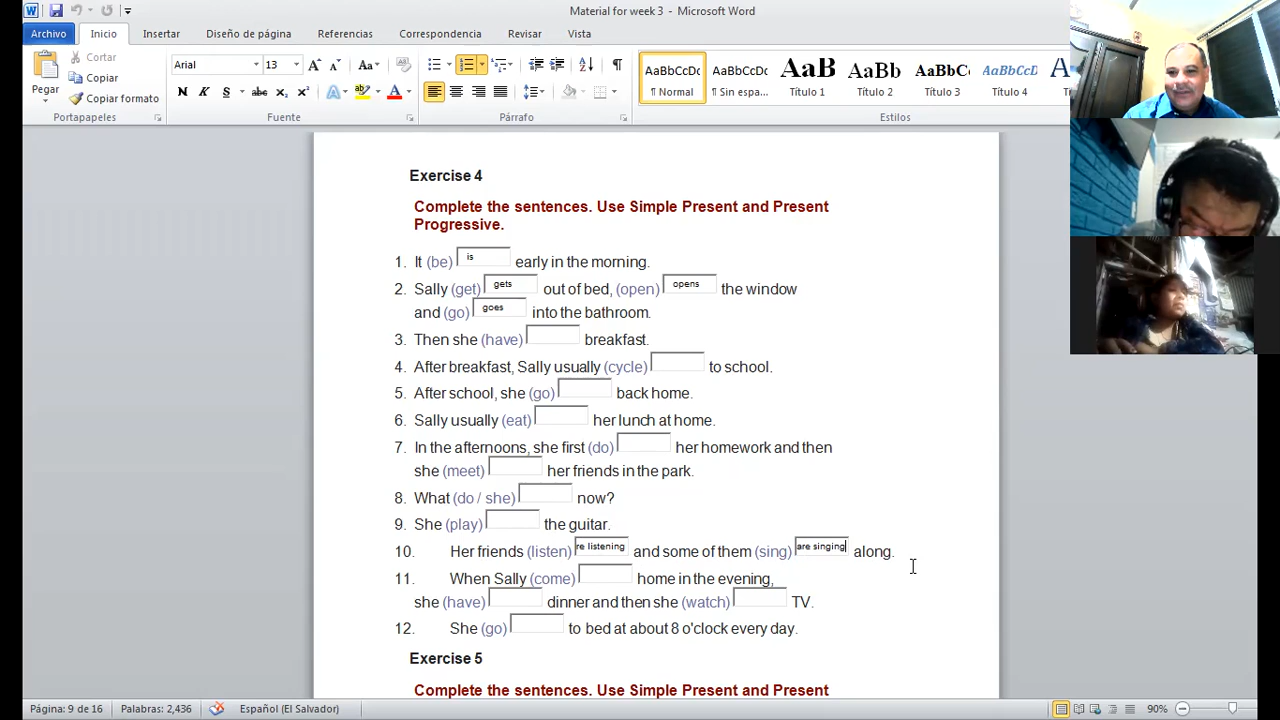 Material for week 3 - Microsoft Word
Archivo Inicio Insertar Diseño de página Referencias Correspondencia Revisar Vista
Pegar
Cortar
Copiar
Copiar formato
Portapapeles
Arial 13
Fuente
Párrafo
AaBbCcDc AaBbCcDc AaB AaBbCc AaBbC AaBbCcDc
¶ Normal ¶ Sin espa... Título 1 Título 2 Título 3 Título 4
Estilos
Exercise 4
Complete the sentences. Use Simple Present and Present
Progressive.
1. It (be) is early in the morning.
2. Sally (get) gets out of bed, (open) opens the window
and (go) goes into the bathroom.
3. Then she (have) breakfast.
4. After breakfast, Sally usually (cycle) to school.
5. After school, she (go) back home.
6. Sally usually (eat) her lunch at home.
7. In the afternoons, she first (do) her homework and then
she (meet) her friends in the park.
8. What (do / she) now?
9. She (play) the guitar.
10. Her friends (listen) re listening and some of them (sing) are singing along.
11. When Sally (come) home in the evening,
she (have) dinner and then she (watch) TV.
12. She (go) to bed at about 8 o'clock every day.
Exercise 5
Complete the sentences. Use Simple Present and Present
Página: 9 de 16 Palabras: 2,436 Español (El Salvador) 90%